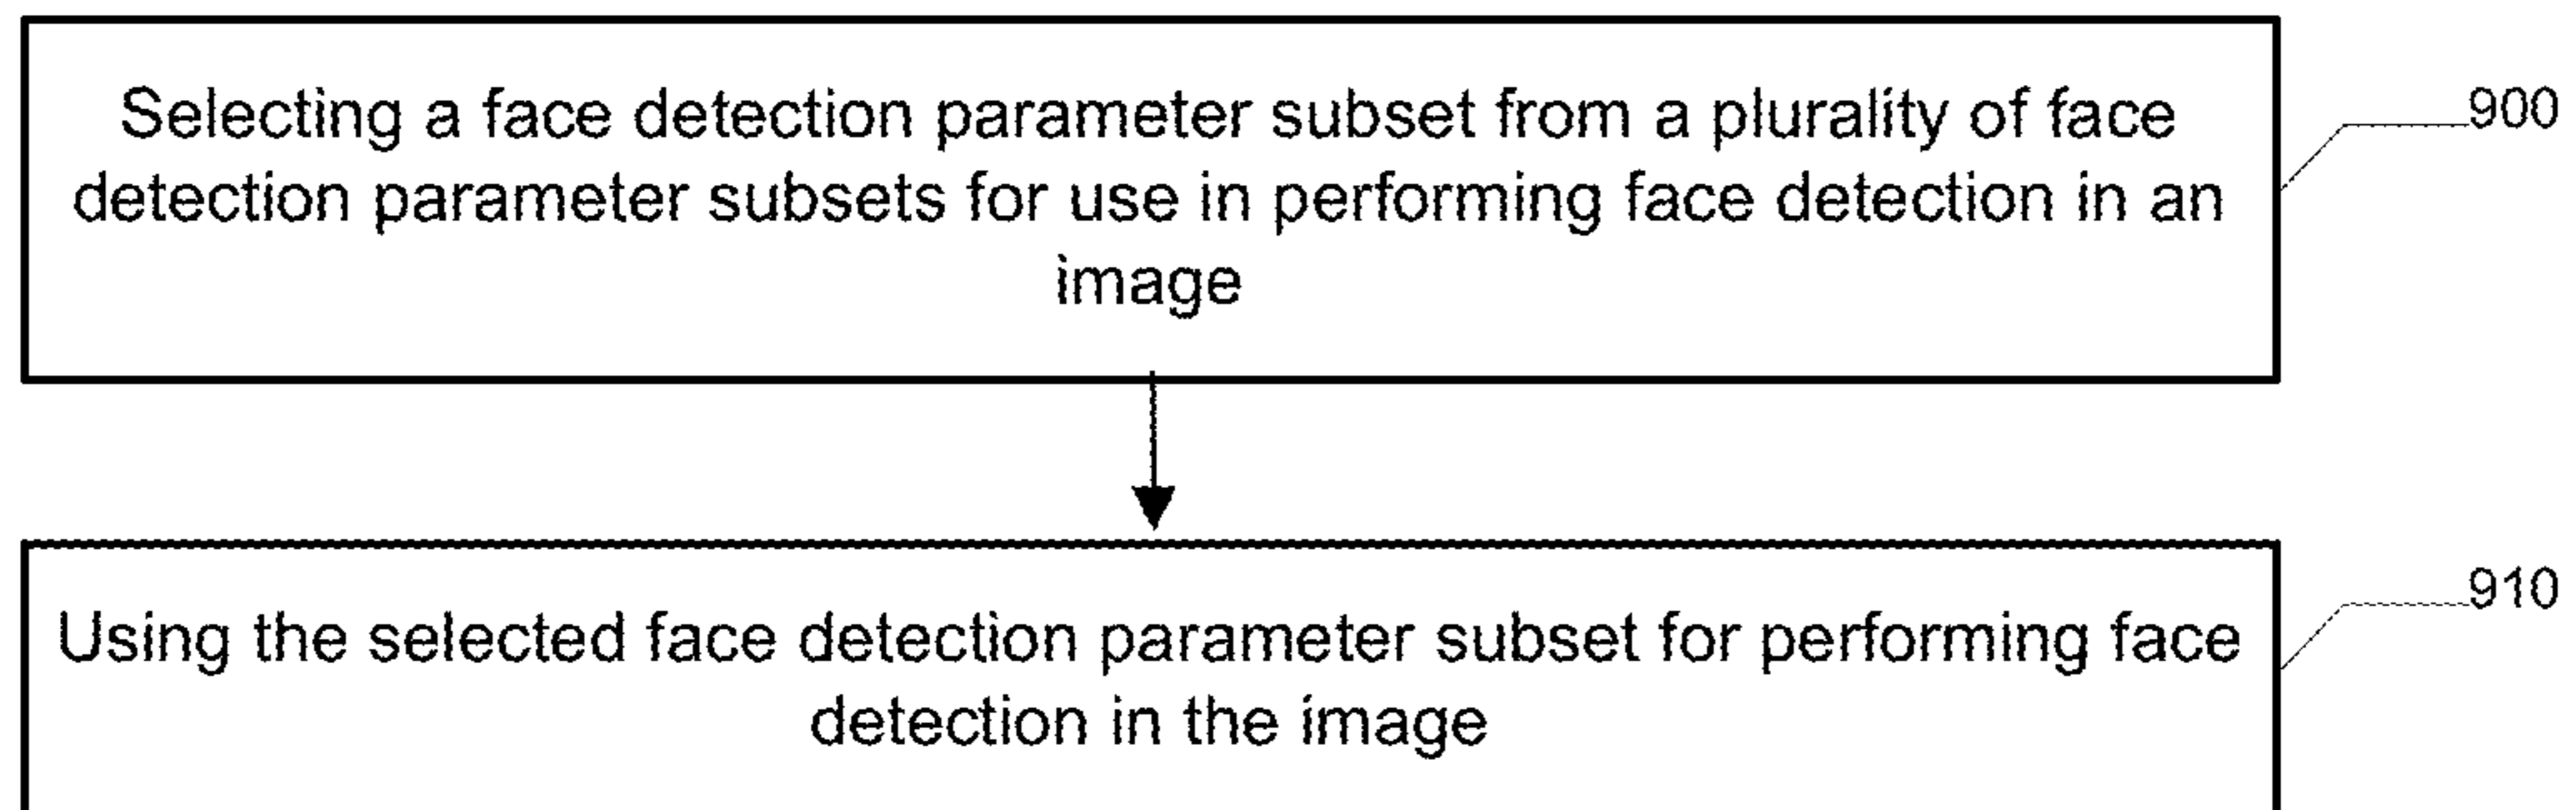 Selecting a face detection parameter subset from a plurality of face
detection parameter subsets for use in performing face detection in an
image
900
Using the selected face detection parameter subset for performing face
detection in the image
910